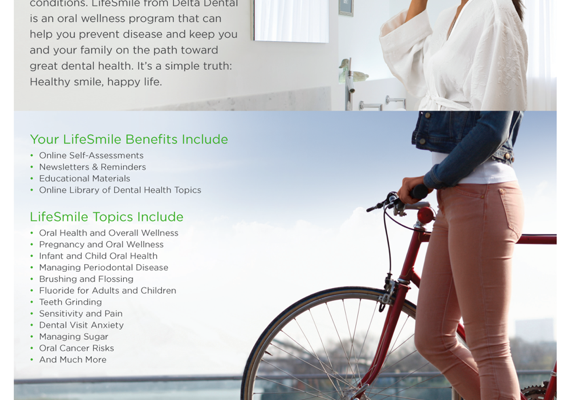 conditions. LifeSmile from Delta Dental
is an oral wellness program that can
help you prevent disease and keep you
and your family on the path toward
great dental health. It's a simple truth:
Healthy smile, happy life.
Your LifeSmile Benefits Include
• Online Self-Assessments
• Newsletters & Reminders
• Educational Materials
• Online Library of Dental Health Topics
LifeSmile Topics Include
• Oral Health and Overall Wellness
• Pregnancy and Oral Wellness
• Infant and Child Oral Health
• Managing Periodontal Disease
• Brushing and Flossing
• Fluoride for Adults and Children
• Teeth Grinding
• Sensitivity and Pain
• Dental Visit Anxiety
• Managing Sugar
• Oral Cancer Risks
• And Much More